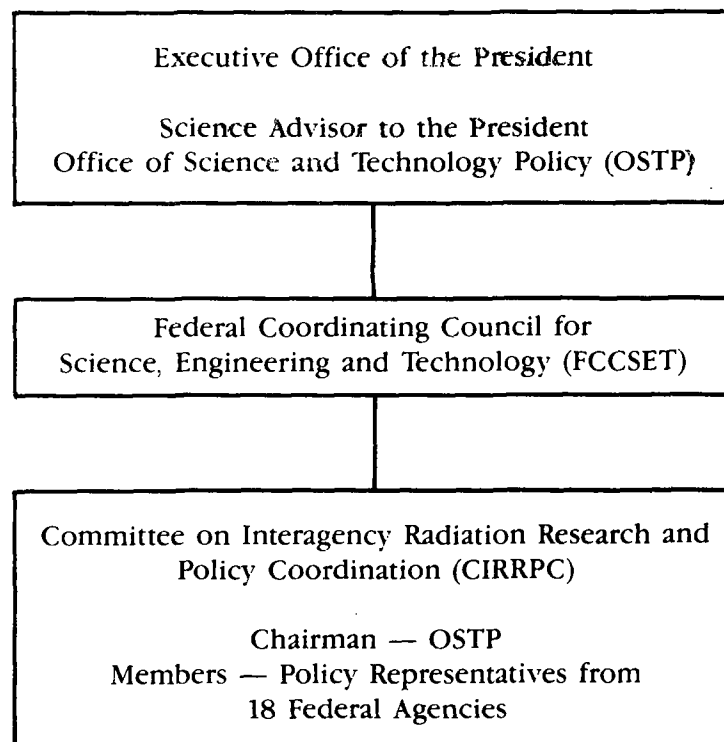 Executive Office of the President
Science Advisor to the President
Office of Science and Technology Policy (OSTP)
Federal Coordinating Council for
Science, Engineering and Technology (FCCSET)
Committee on Interagency Radiation Research and
Policy Coordination (CIRRPC)
Chairman — OSTP
Members — Policy Representatives from
18 Federal Agencies